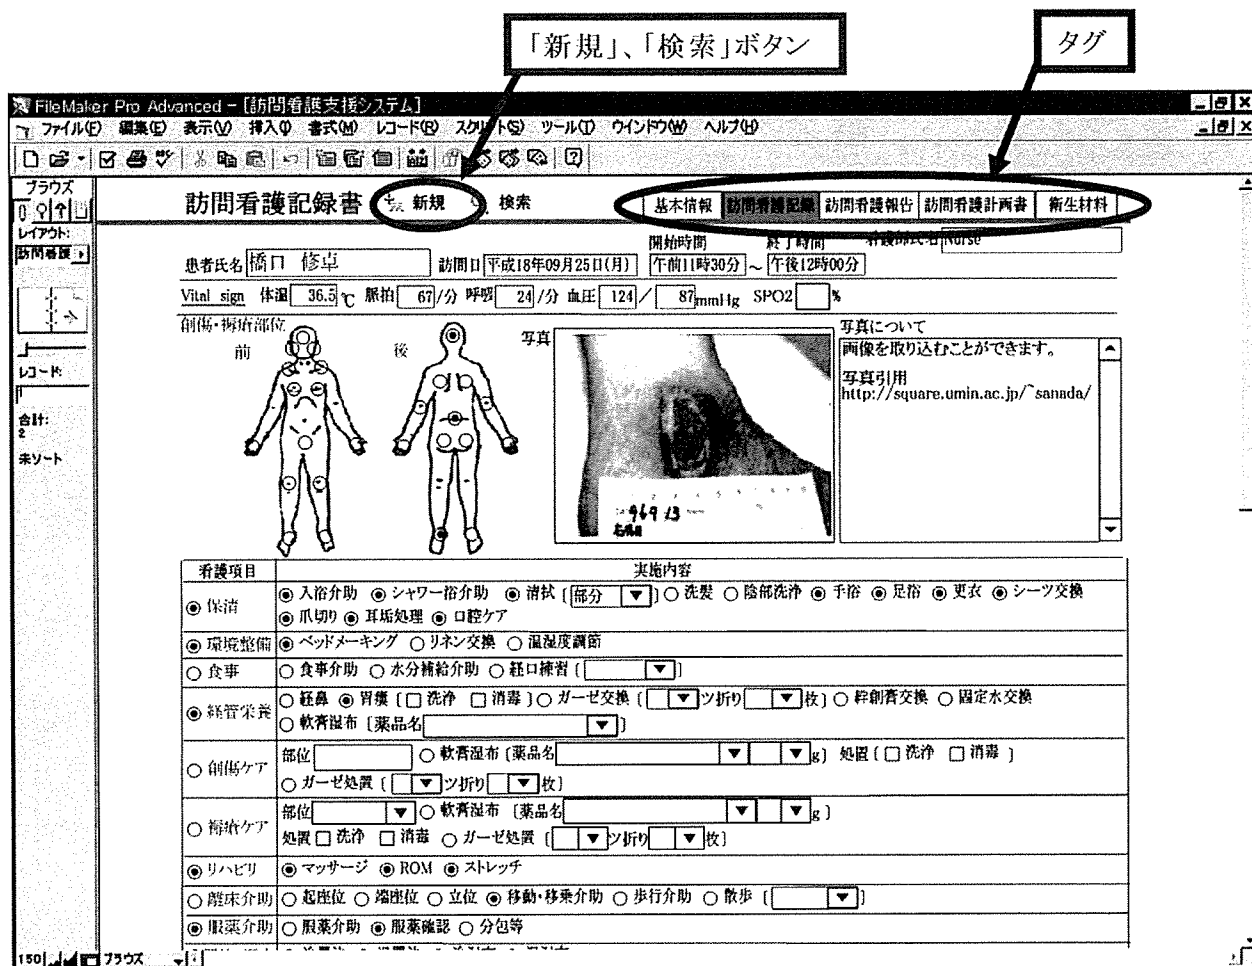 「新規」、「検索」ボタン
タグ
FileMaker Pro Advanced - [訪問看護支援システム]
ファイル(F) 編集(E) 表示(V) 挿入(I) 書式(M) レコード(R) スクリプト(S) ツール(T) ウインドウ(W) ヘルプ(H)
ブラウズ
レイアウト:
訪問看護
レコード:
合計:
2
未ソート
訪問看護記録書 新規 検索
基本情報 訪問看護記録 訪問看護報告 訪問看護計画書 衛生材料
開始時間 終了時間 看護師氏名 Nurse
患者氏名 橋口 修卓 訪問日 平成18年09月25日(月) 午前11時30分 ~ 午後12時00分
Vital sign 体温 36.5 ℃ 脈拍 67/分 呼吸 24/分 血圧 124/ 87mmHg SPO2 %
創傷・褥瘡部位
前
後
写真
写真について
画像を取り込むことができます。
写真引用
http://square.umin.ac.jp/~sanada/
看護項目 実施内容
保清 入浴介助 シャワー浴介助 清拭 [部分] 洗髪 陰部洗浄 手浴 足浴 更衣 シーツ交換
爪切り 耳垢処理 口腔ケア
環境整備 ベッドメーキング リネン交換 温湿度調節
食事 食事介助 水分補給介助 経口練習 [ ]
経管栄養 経鼻 胃瘻 [ 洗浄 消毒 ] ガーゼ交換 [ ツ折り 枚] 絆創膏交換 固定水交換
軟膏湿布 [薬品名 ]
創傷ケア 部位 軟膏湿布 [薬品名 g] 処置 [ 洗浄 消毒 ]
ガーゼ処置 [ ツ折り 枚]
褥瘡ケア 部位 軟膏湿布 [薬品名 g ]
処置 洗浄 消毒 ガーゼ処置 [ ツ折り 枚]
リハビリ マッサージ ROM ストレッチ
離床介助 起座位 端座位 立位 移動・移乗介助 歩行介助 散歩 [ ]
服薬介助 服薬介助 服薬確認 分包等
150 ブラウズ